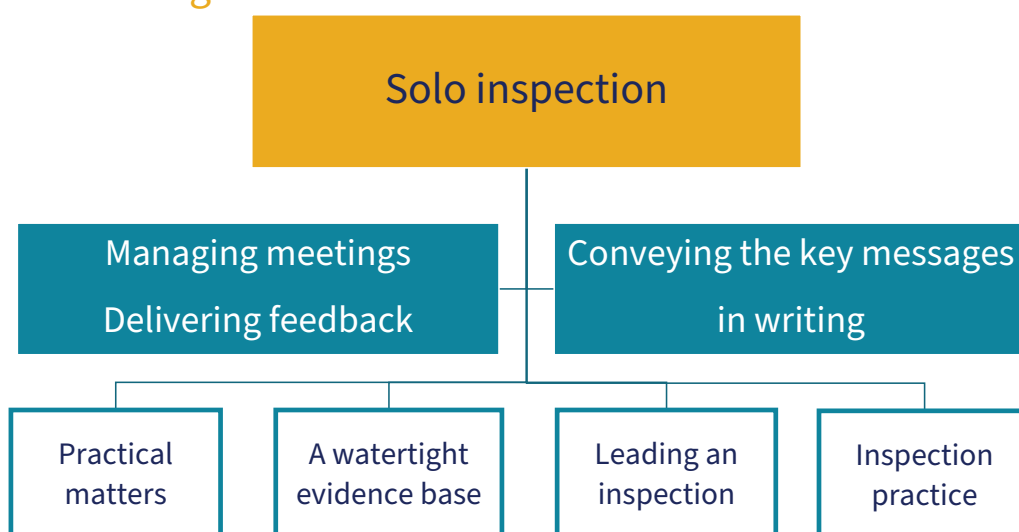 Solo inspection
Managing meetings
Delivering feedback
Conveying the key messages
in writing
Practical
matters
A watertight
evidence base
Leading an
inspection
Inspection
practice